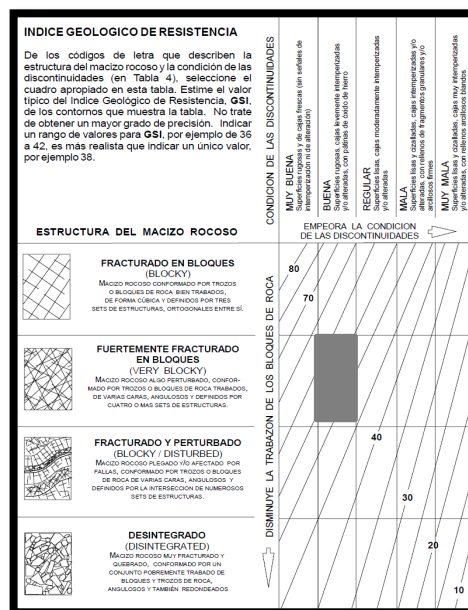 INDICE GEOLOGICO DE RESISTENCIA
De los códigos de letra que describen la
estructura del macizo rocoso y la condición de las
discontinuidades (en Tabla 4), seleccione el
cuadro apropiado en esta tabla. Estime el valor
típico del Indice Geológico de Resistencia, GSI,
de los contornos que muestra la tabla. No trate
de obtener un mayor grado de precisión. Indicar
un rango de valores para GSI, por ejemplo de 36
a 42, es más realista que indicar un único valor,
por ejemplo 38.
CONDICION DE LAS DISCONTINUIDADES
MUY BUENA
Superficies rugosas y de cajas frescas (sin señales de
intemperización ni de alteración)
BUENA
Superficies rugosas, cajas levemente intemperizadas
y/o alteradas, con pátinas de óxido de hierro
REGULAR
Superficies lisas, cajas moderadamente intemperizadas
y/o alteradas
MALA
Superficies lisas y cizalladas, cajas intemperizadas y/o
alteradas, con rellenos de fragmentos granulares y/o
arcillosos firmes
MUY MALA
Superficies lisas y cizalladas, cajas muy intemperizadas
y/o alteradas, con rellenos arcillosos blandos
ESTRUCTURA DEL MACIZO ROCOSO
EMPEORA LA CONDICION
DE LAS DISCONTINUIDADES
FRACTURADO EN BLOQUES
(BLOCKY)
MACIZO ROCOSO CONFORMADO POR TROZOS
O BLOQUES DE ROCA BIEN TRABADOS,
DE FORMA CÚBICA Y DEFINIDOS POR TRES
SETS DE ESTRUCTURAS, ORTOGONALES ENTRE SÍ.
FUERTEMENTE FRACTURADO
EN BLOQUES
(VERY BLOCKY)
MACIZO ROCOSO ALGO PERTURBADO, CONFOR-
MADO POR TROZOS O BLOQUES DE ROCA TRABADOS,
DE VARIAS CARAS, ANGULOSOS Y DEFINIDOS POR
CUATRO O MAS SETS DE ESTRUCTURAS.
FRACTURADO Y PERTURBADO
(BLOCKY / DISTURBED)
MACIZO ROCOSO PLEGADO Y/O AFECTADO POR
FALLAS, CONFORMADO POR TROZOS O BLOQUES
DE ROCA DE VARIAS CARAS, ANGULOSOS Y
DEFINIDOS POR LA INTERSECCION DE NUMEROSOS
SETS DE ESTRUCTURAS.
DESINTEGRADO
(DISINTEGRATED)
MACIZO ROCOSO MUY FRACTURADO Y
QUEBRADO, CONFORMADO POR UN
CONJUNTO POBREMENTE TRABADO DE
BLOQUES Y TROZOS DE ROCA,
ANGULOSOS Y TAMBIÉN REDONDEADOS
DISMINUYE LA TRABAZON DE LOS BLOQUES DE ROCA
80
70
40
30
20
10